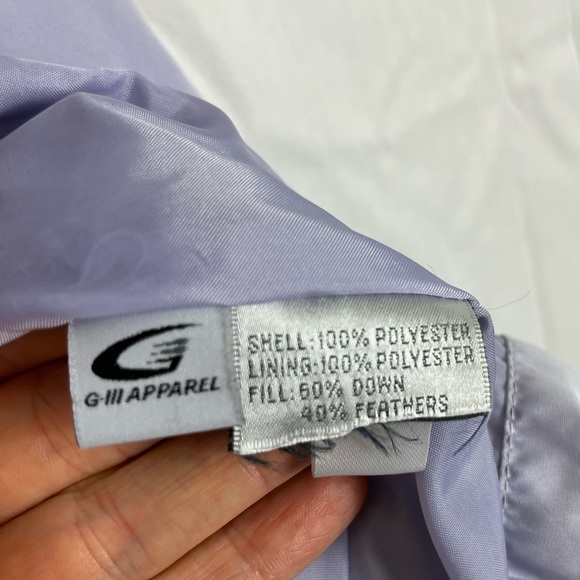 G-III APPAREL
SHELL:100% POLYESTER
LINING:100% POLYESTER
FILL: 60% DOWN
40% FEATHERS